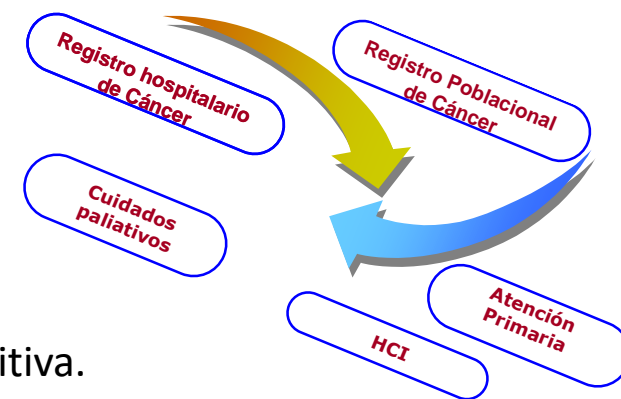 Registro hospitalario
de Cáncer
Registro Poblacional
de Cáncer
Cuidados
paliativos
Atención
Primaria
HCI
itiva.